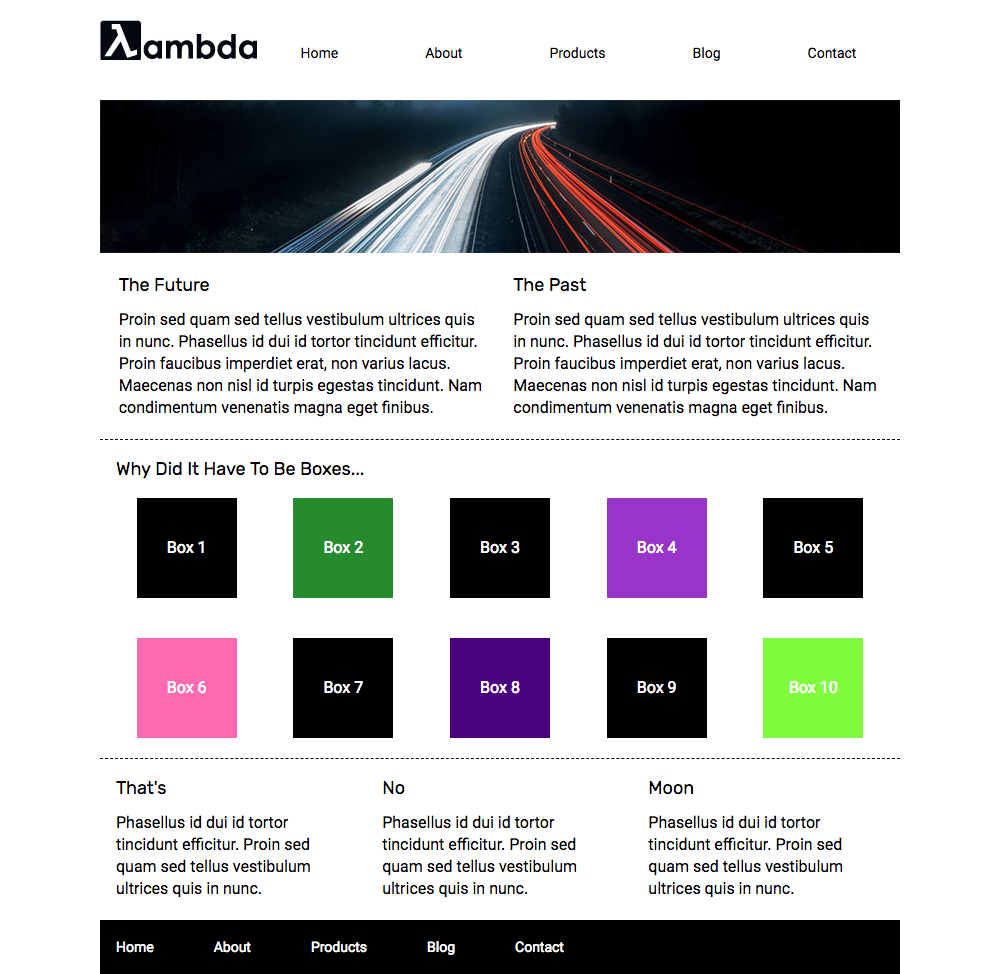 λambda
Home About Products Blog Contact
The Future
Proin sed quam sed tellus vestibulum ultrices quis
in nunc. Phasellus id dui id tortor tincidunt efficitur.
Proin faucibus imperdiet erat, non varius lacus.
Maecenas non nisl id turpis egestas tincidunt. Nam
condimentum venenatis magna eget finibus.
The Past
Proin sed quam sed tellus vestibulum ultrices quis
in nunc. Phasellus id dui id tortor tincidunt efficitur.
Proin faucibus imperdiet erat, non varius lacus.
Maecenas non nisl id turpis egestas tincidunt. Nam
condimentum venenatis magna eget finibus.
Why Did It Have To Be Boxes...
Box 1 Box 2 Box 3 Box 4 Box 5
Box 6 Box 7 Box 8 Box 9 Box 10
That's
Phasellus id dui id tortor
tincidunt efficitur. Proin sed
quam sed tellus vestibulum
ultrices quis in nunc.
No
Phasellus id dui id tortor
tincidunt efficitur. Proin sed
quam sed tellus vestibulum
ultrices quis in nunc.
Moon
Phasellus id dui id tortor
tincidunt efficitur. Proin sed
quam sed tellus vestibulum
ultrices quis in nunc.
Home About Products Blog Contact